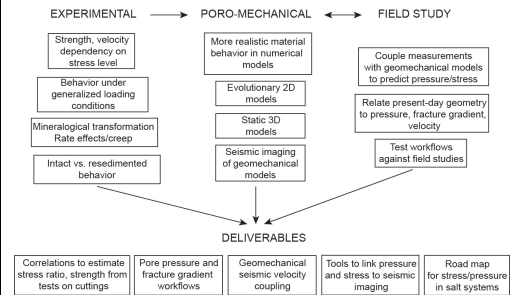 EXPERIMENTAL
PORO-MECHANICAL
FIELD STUDY
Strength, velocity
dependency on
stress level
Behavior under
generalized loading
conditions
Mineralogical transformation
Rate effects/creep
Intact vs. resedimented
behavior
More realistic material
behavior in numerical
models
Evolutionary 2D
models
Static 3D
models
Seismic imaging
of geomechanical
models
Couple measurements
with geomechanical models
to predict pressure/stress
Relate present-day geometry
to pressure, fracture gradient,
velocity
Test workflows
against field studies
DELIVERABLES
Correlations to estimate
stress ratio, strength from
tests on cuttings
Pore pressure and
fracture gradient
workflows
Geomechanical
seismic velocity
coupling
Tools to link pressure
and stress to seismic
imaging
Road map
for stress/pressure
in salt systems